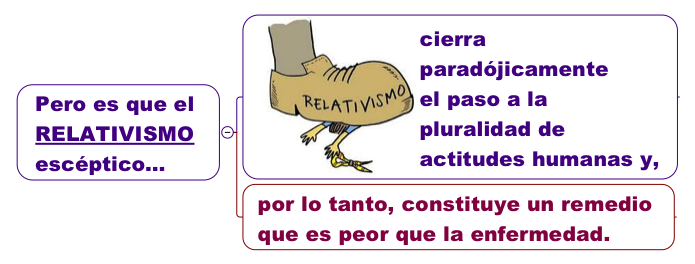 Pero es que el
RELATIVISMO
escéptico...
RELATIVISMO
cierra
paradójicamente
el paso a la
pluralidad de
actitudes humanas y,
por lo tanto, constituye un remedio
que es peor que la enfermedad.